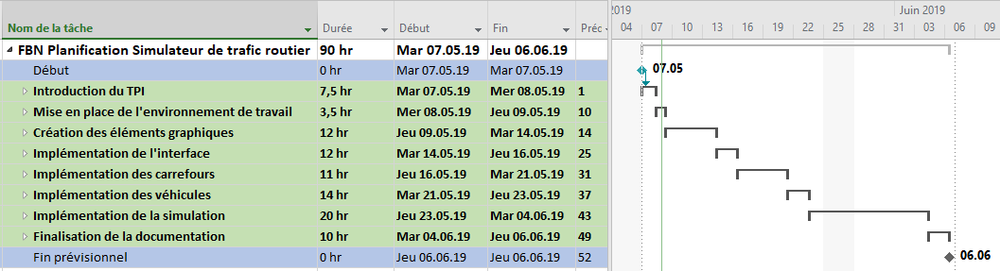 2019 Juin 2019
Nom de la tâche Durée Début Fin Préc 04 07 10 13 16 19 22 25 28 31 03 06 09
FBN Planification Simulateur de trafic routier 90 hr Mar 07.05.19 Jeu 06.06.19
Début 0 hr Mar 07.05.19 Mar 07.05.19 07.05
Introduction du TPI 7,5 hr Mar 07.05.19 Mer 08.05.19 1
Mise en place de l'environnement de travail 3,5 hr Mer 08.05.19 Jeu 09.05.19 10
Création des éléments graphiques 12 hr Jeu 09.05.19 Mar 14.05.19 14
Implémentation de l'interface 12 hr Mar 14.05.19 Jeu 16.05.19 25
Implémentation des carrefours 11 hr Jeu 16.05.19 Mar 21.05.19 31
Implémentation des véhicules 14 hr Mar 21.05.19 Jeu 23.05.19 37
Implémentation de la simulation 20 hr Jeu 23.05.19 Mar 04.06.19 43
Finalisation de la documentation 10 hr Mar 04.06.19 Jeu 06.06.19 49
Fin prévisionnel 0 hr Jeu 06.06.19 Jeu 06.06.19 52 06.06